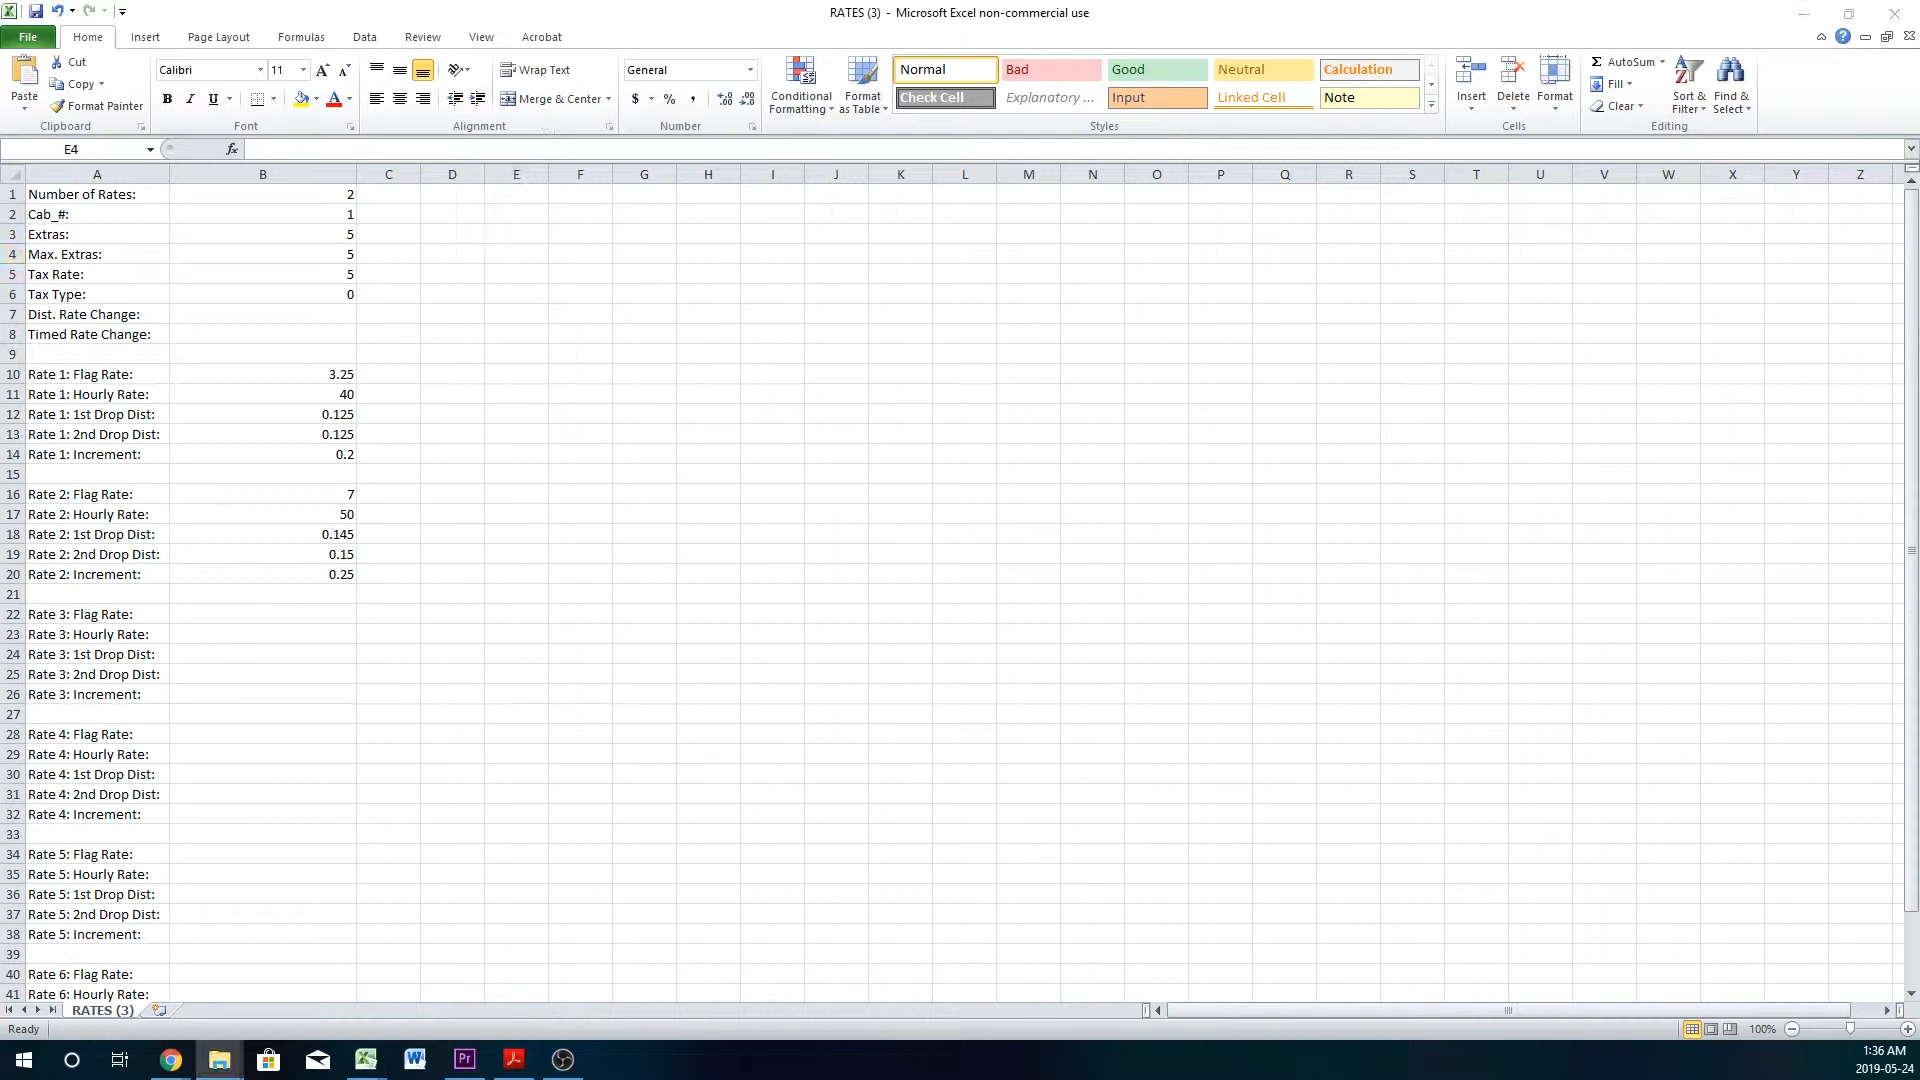 RATES (3) - Microsoft Excel non-commercial use
File Home Insert Page Layout Formulas Data Review View Acrobat
Paste
Cut
Copy
Format Painter
Clipboard
Calibri 11
B I U
Font
Wrap Text
Merge & Center
Alignment
General
$ % ,
Number
Conditional Formatting
Format as Table
Normal Bad Good Neutral Calculation
Check Cell Explanatory ... Input Linked Cell Note
Styles
Insert Delete Format
Cells
Σ AutoSum
Fill
Clear
Sort & Filter
Find & Select
Editing
E4 fx
A B C D E F G H I J K L M N O P Q R S T U V W X Y Z
1 Number of Rates: 2
2 Cab_#: 1
3 Extras: 5
4 Max. Extras: 5
5 Tax Rate: 5
6 Tax Type: 0
7 Dist. Rate Change:
8 Timed Rate Change:
9
10 Rate 1: Flag Rate: 3.25
11 Rate 1: Hourly Rate: 40
12 Rate 1: 1st Drop Dist: 0.125
13 Rate 1: 2nd Drop Dist: 0.125
14 Rate 1: Increment: 0.2
15
16 Rate 2: Flag Rate: 7
17 Rate 2: Hourly Rate: 50
18 Rate 2: 1st Drop Dist: 0.145
19 Rate 2: 2nd Drop Dist: 0.15
20 Rate 2: Increment: 0.25
21
22 Rate 3: Flag Rate:
23 Rate 3: Hourly Rate:
24 Rate 3: 1st Drop Dist:
25 Rate 3: 2nd Drop Dist:
26 Rate 3: Increment:
27
28 Rate 4: Flag Rate:
29 Rate 4: Hourly Rate:
30 Rate 4: 1st Drop Dist:
31 Rate 4: 2nd Drop Dist:
32 Rate 4: Increment:
33
34 Rate 5: Flag Rate:
35 Rate 5: Hourly Rate:
36 Rate 5: 1st Drop Dist:
37 Rate 5: 2nd Drop Dist:
38 Rate 5: Increment:
39
40 Rate 6: Flag Rate:
41 Rate 6: Hourly Rate:
RATES (3)
Ready 100%
1:36 AM
2019-05-24